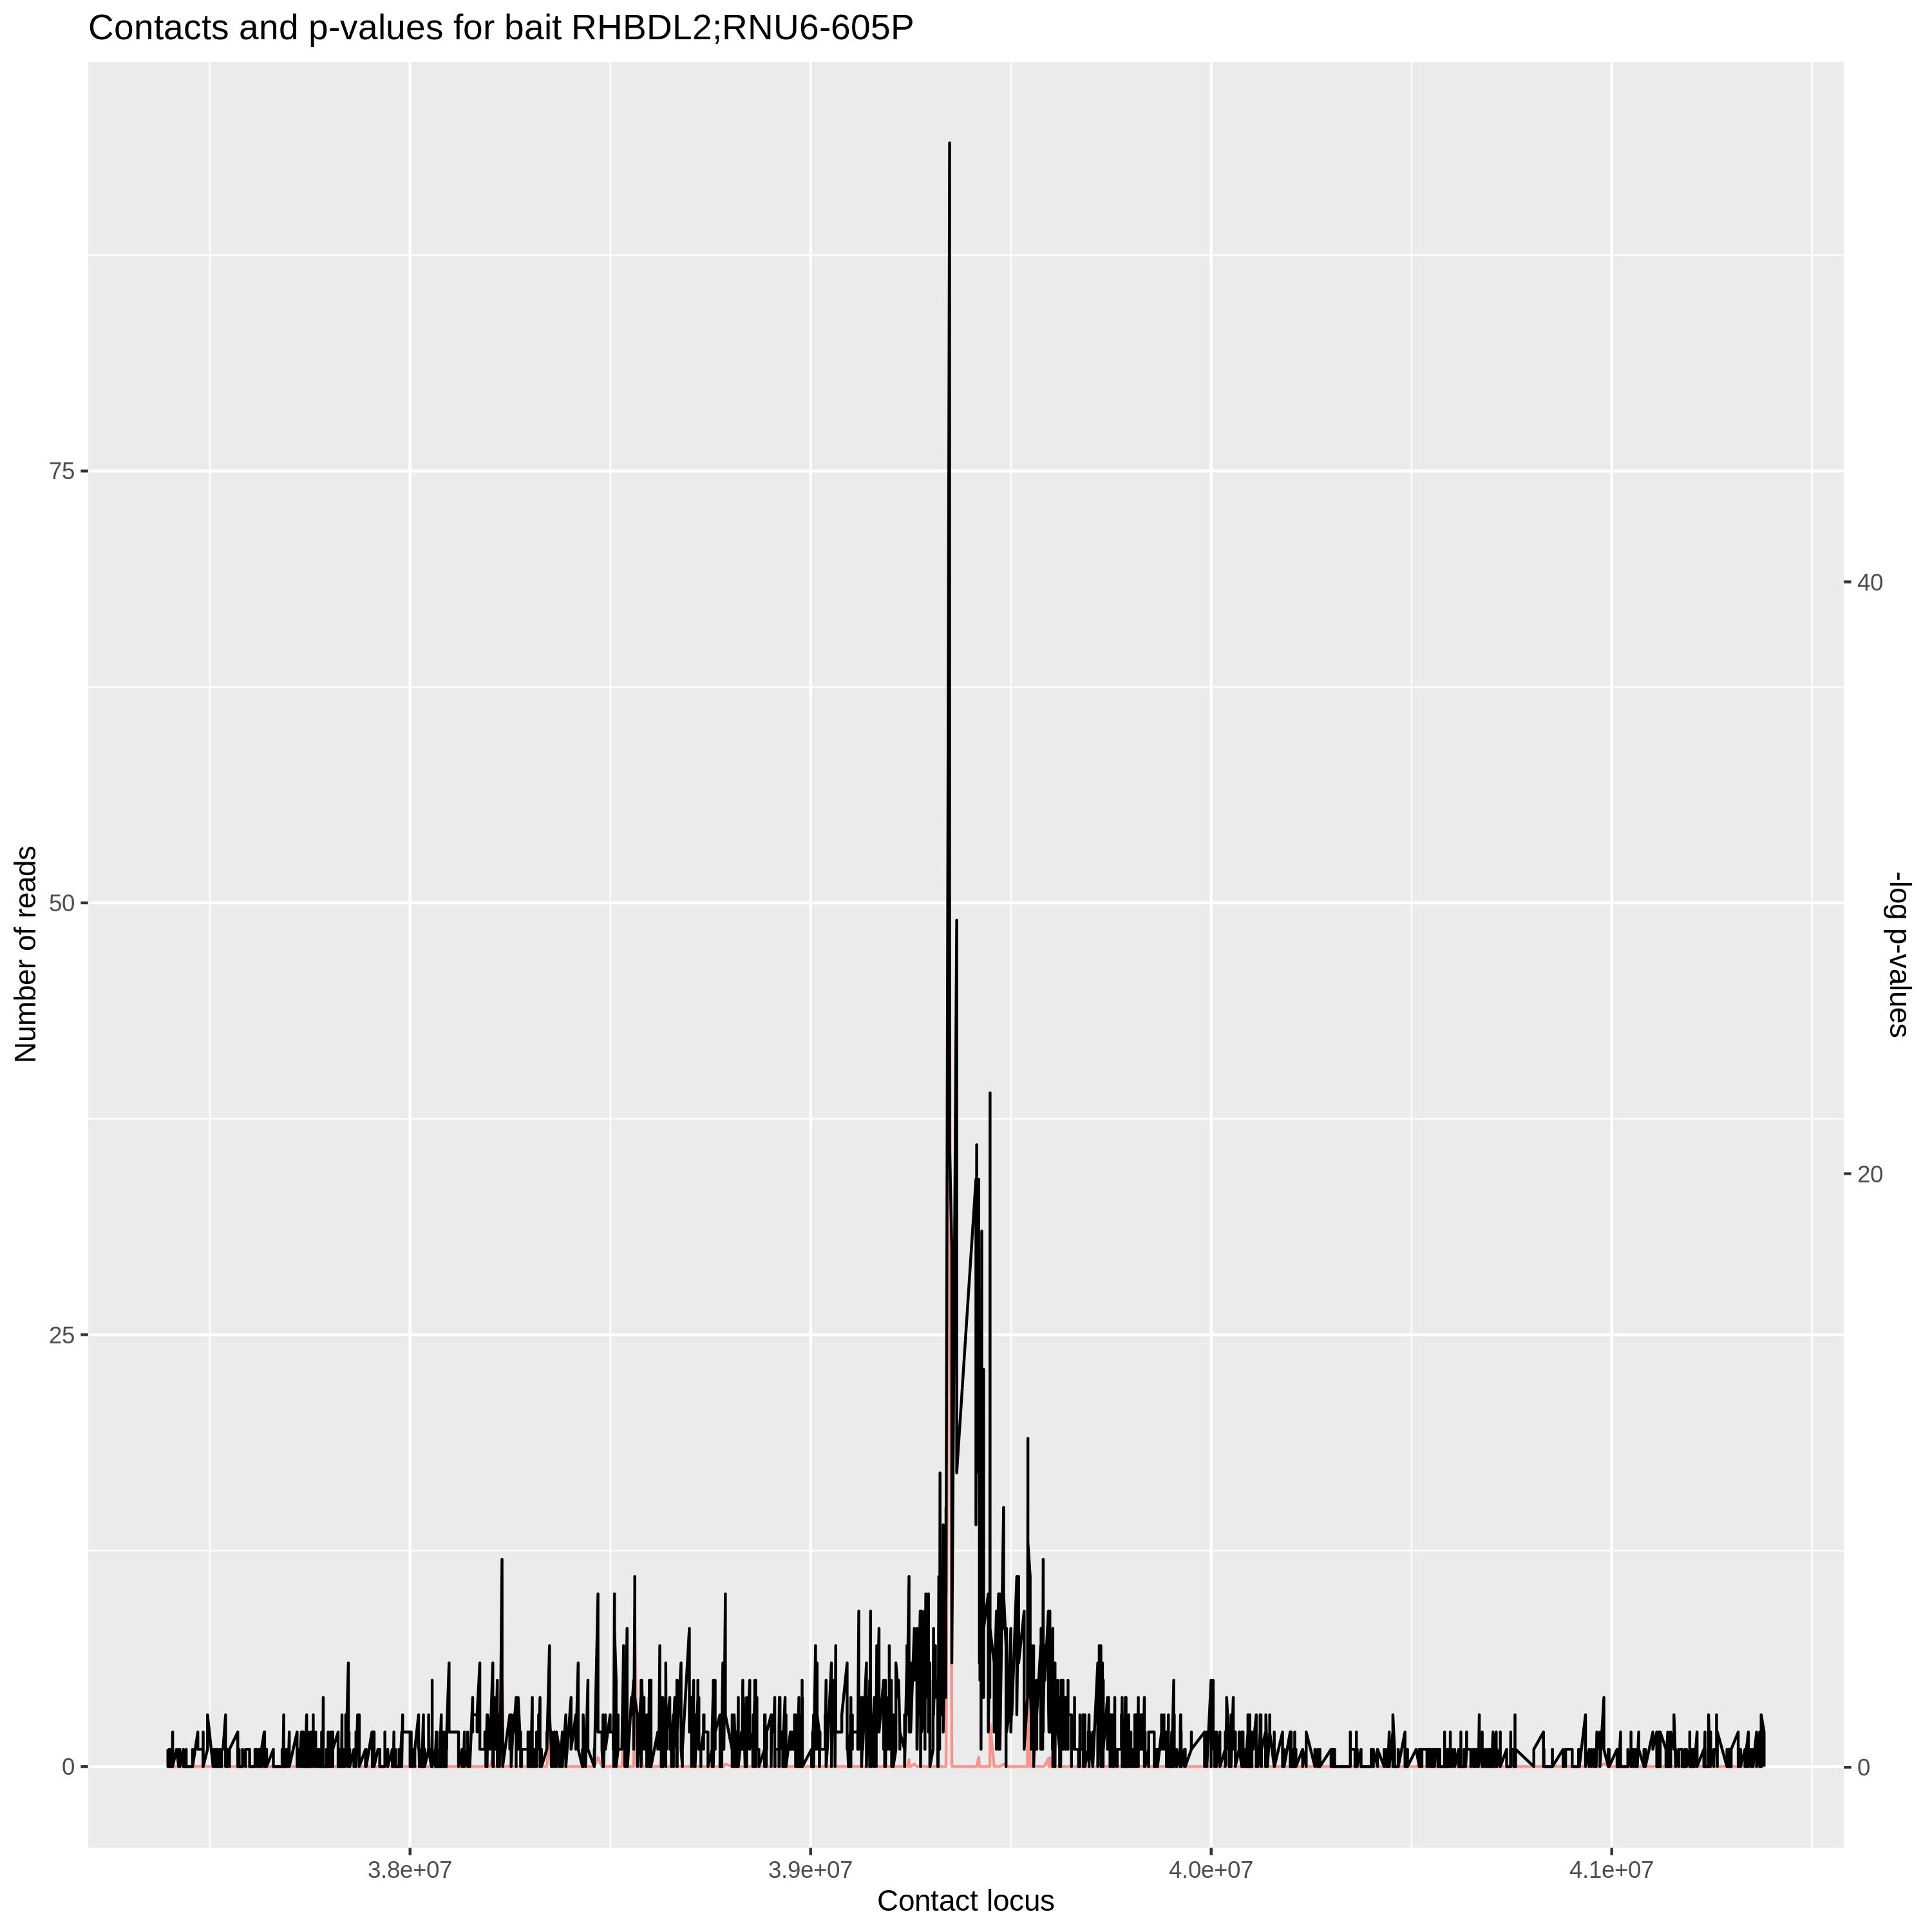 Contacts and p-values for bait RHBDL2;RNU6-605P
75
50
25
0
Number of reads
40
20
0
-log p-values
3.8e+07
3.9e+07
4.0e+07
4.1e+07
Contact locus